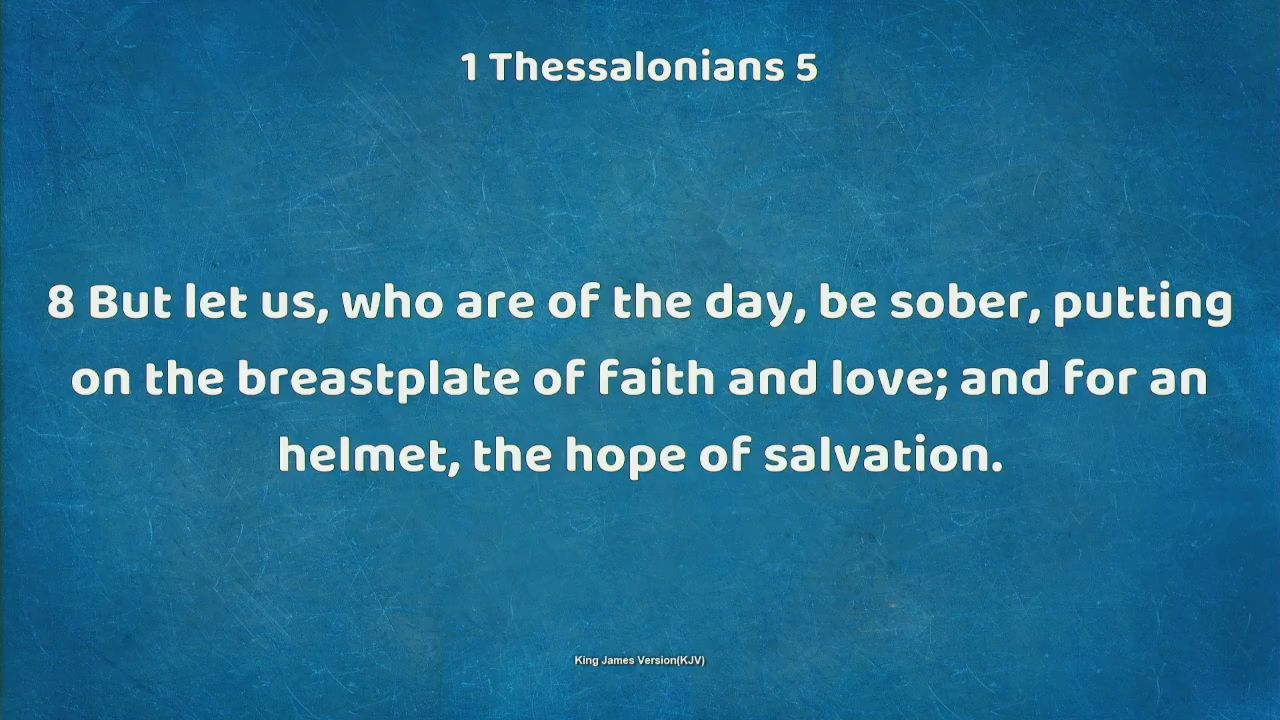 1 Thessalonians 5
8 But let us, who are of the day, be sober, putting
on the breastplate of faith and love; and for an
helmet, the hope of salvation.
King James Version(KJV)